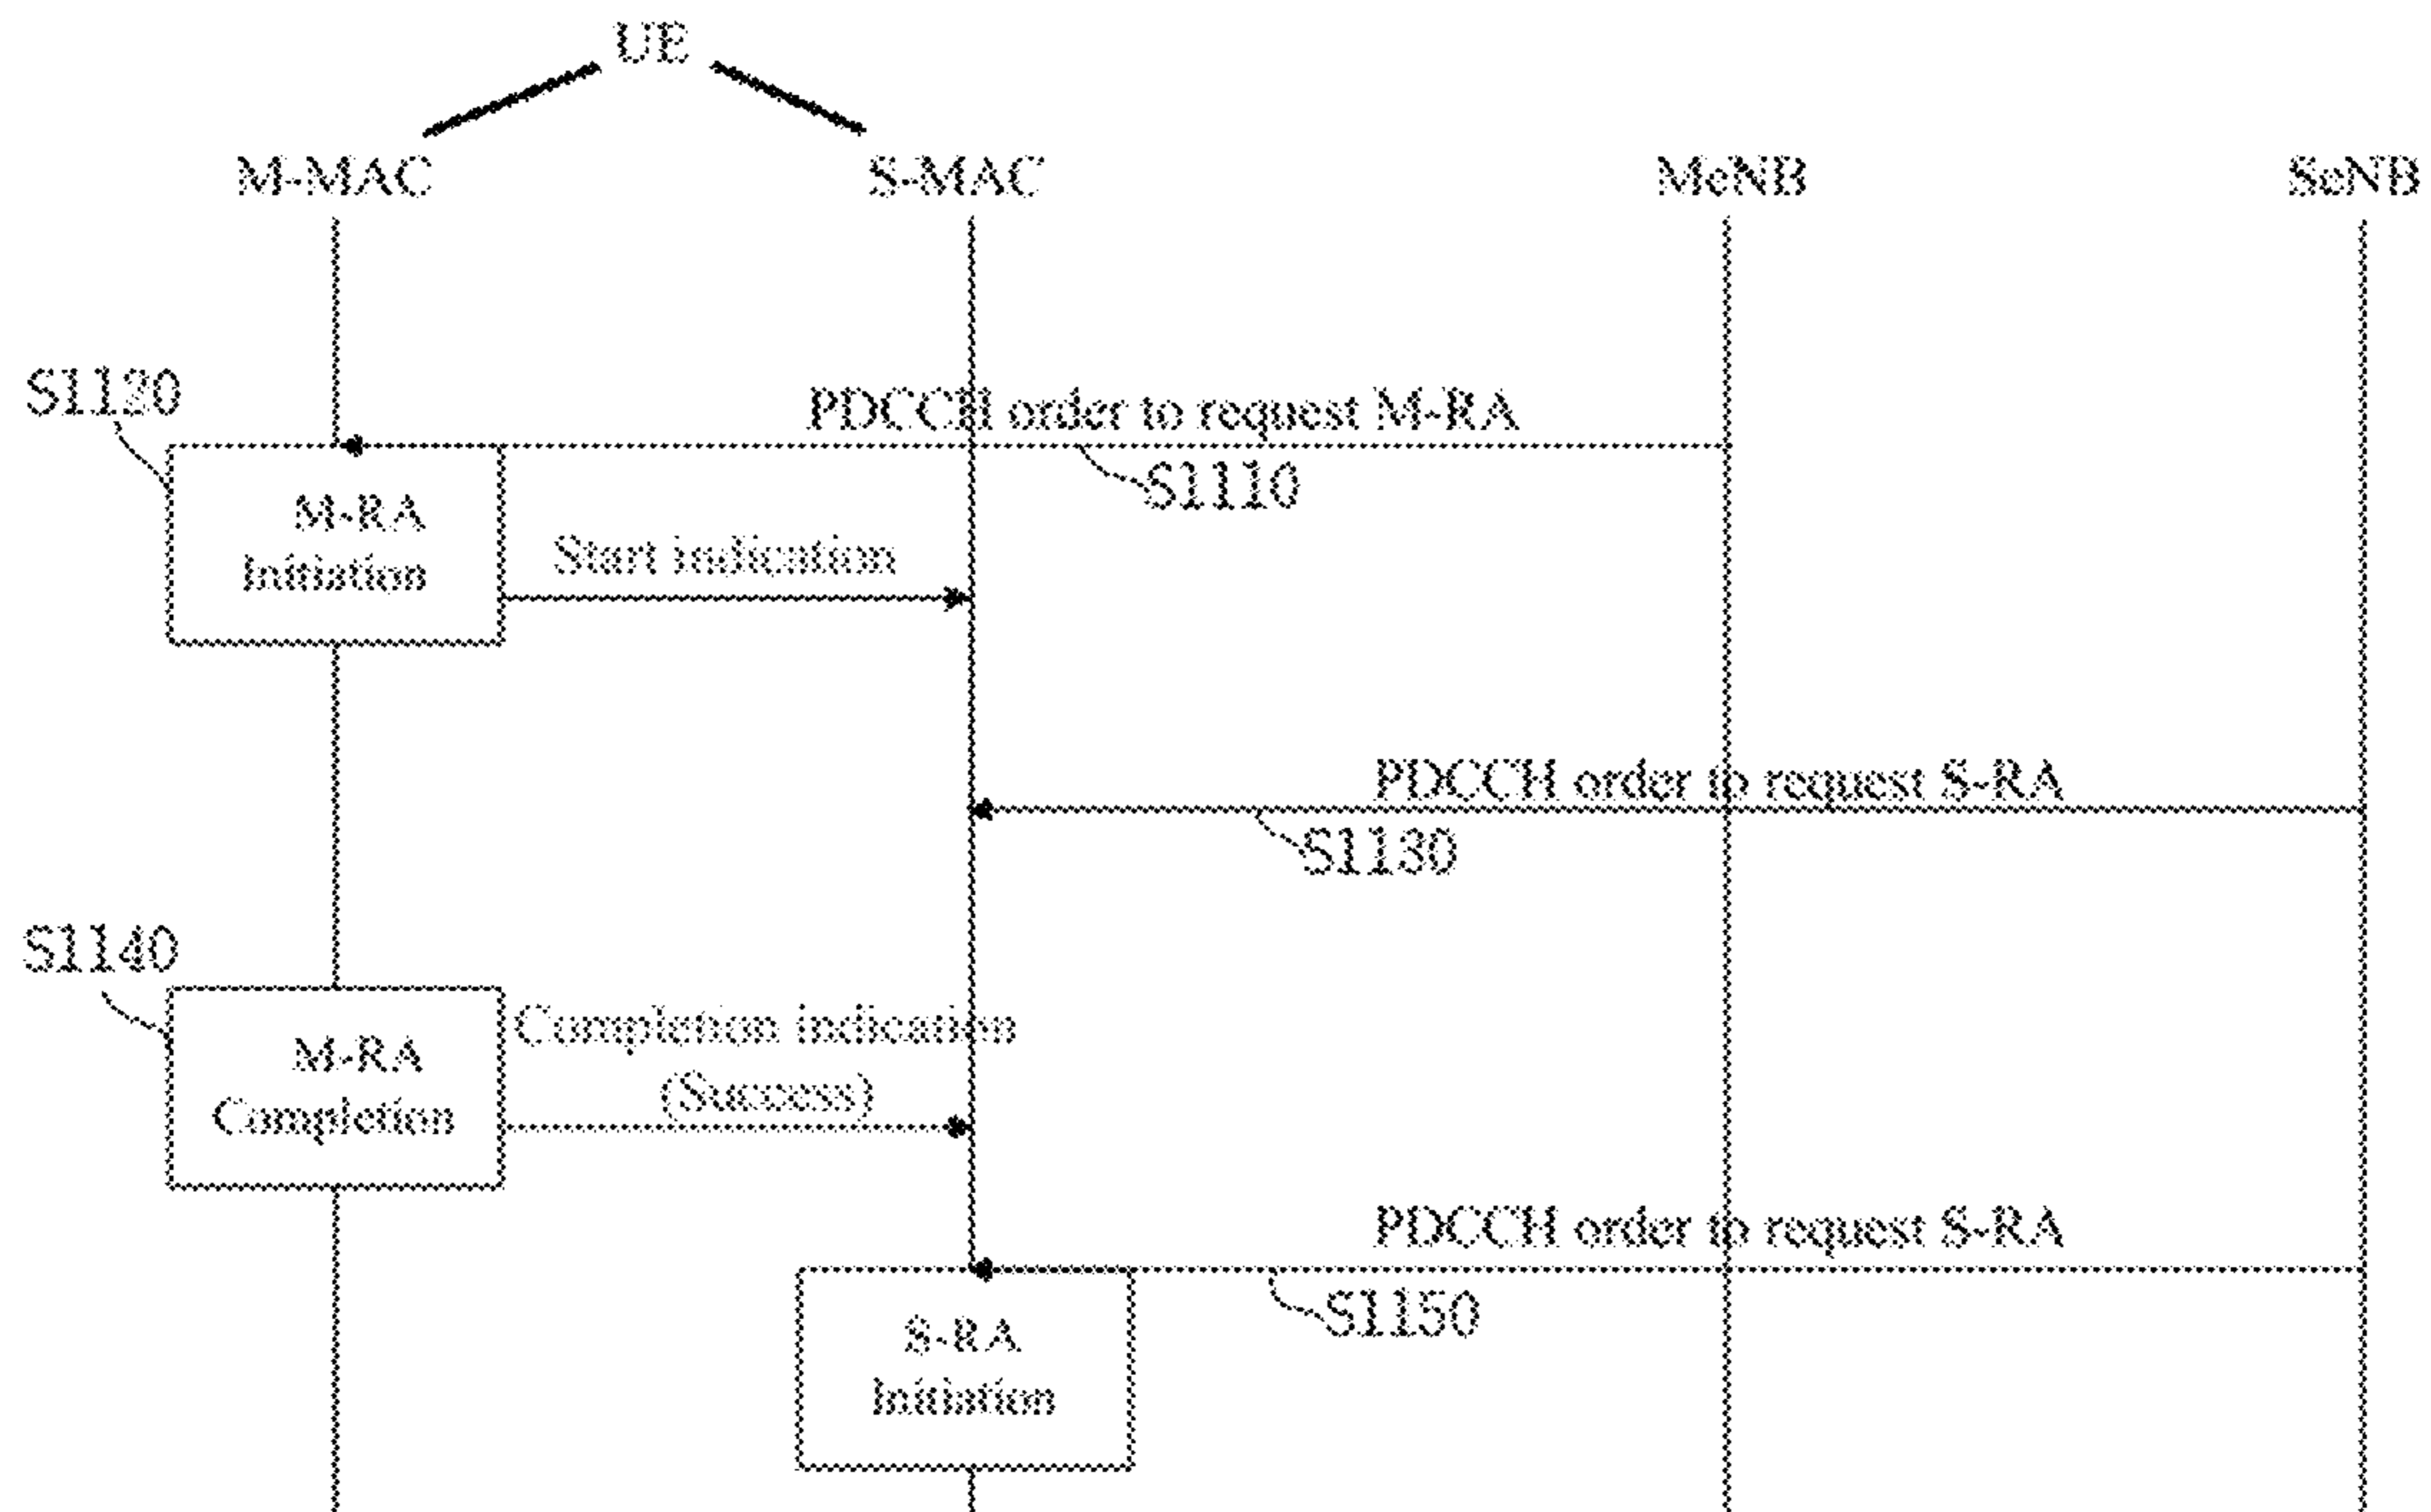 UE
M-MAC
S-MAC
MeNB
SeNB
S1120
PDCCH order to request M-RA
S1110
M-RA
Initiation
Start indication
PDCCH order to request S-RA
S1130
S1140
M-RA
Completion
Completion indication
(Success)
PDCCH order to request S-RA
S1150
S-RA
Initiation